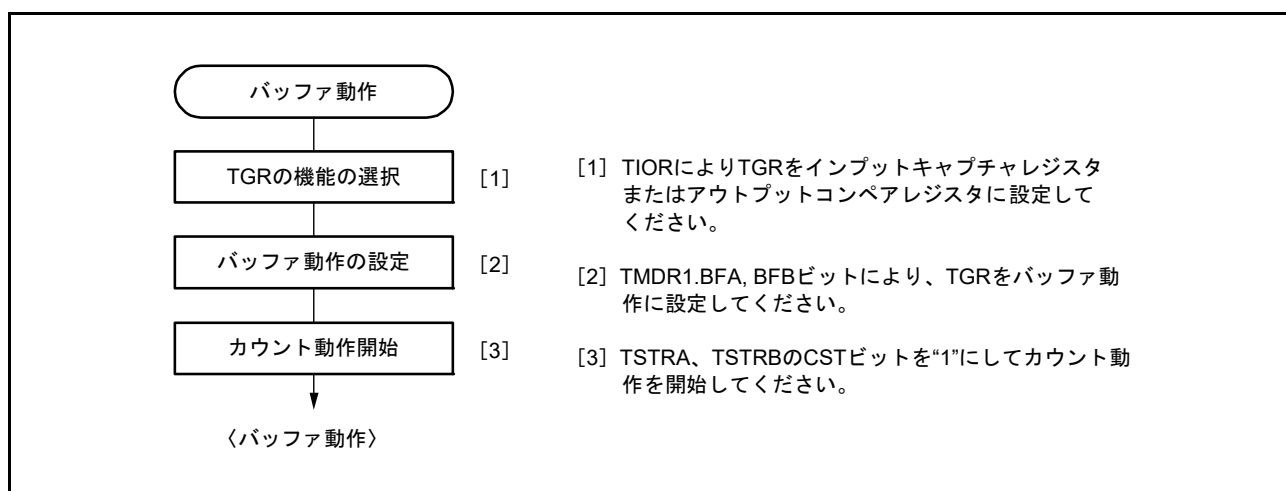 バッファ動作
TGRの機能の選択
[1]
バッファ動作の設定
[2]
カウント動作開始
[3]
〈バッファ動作〉
[1] TIORによりTGRをインプットキャプチャレジスタ
またはアウトプットコンペアレジスタに設定して
ください。
[2] TMDR1.BFA, BFBビットにより、TGRをバッファ動
作に設定してください。
[3] TSTRA、TSTRBのCSTビットを“1”にしてカウント動
作を開始してください。